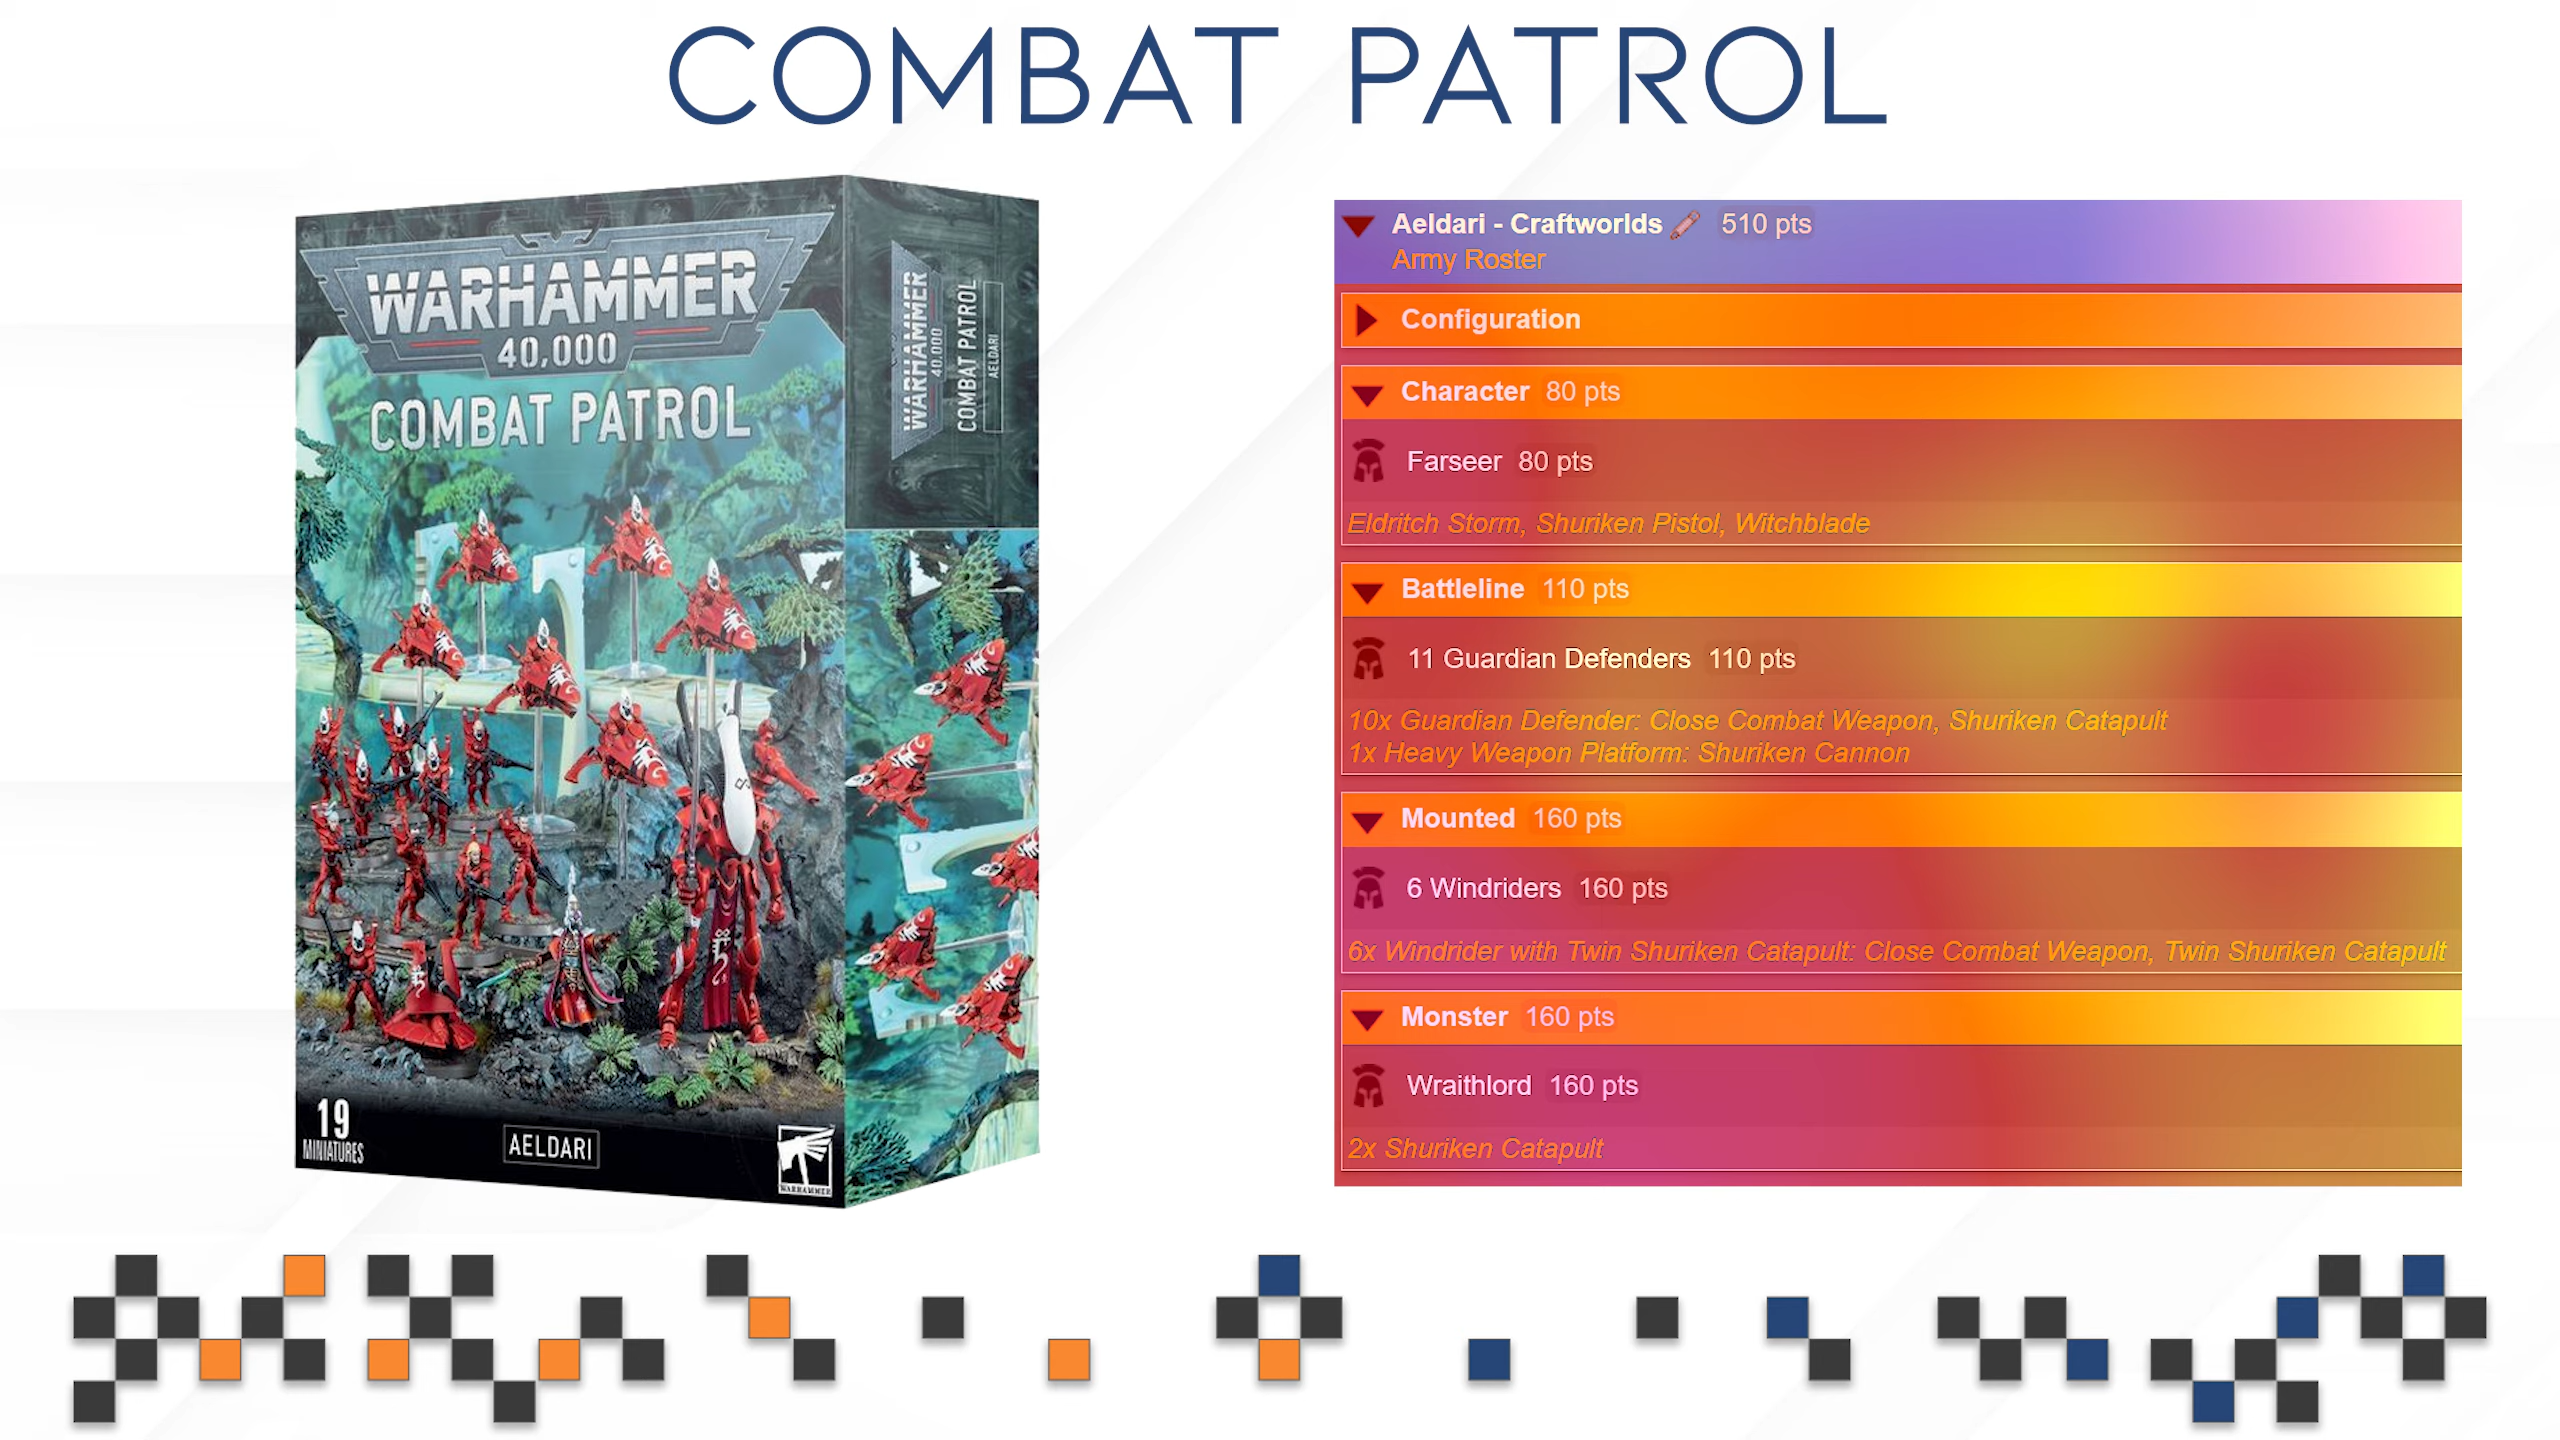 COMBAT PATROL
WARHAMMER
40,000
COMBAT PATROL
19
MINIATURES
AELDARI
WARHAMMER
WARHAMMER
40,000
COMBAT PATROL
AELDARI
Aeldari - Craftworlds 510 pts
Army Roster
Configuration
Character 80 pts
Farseer 80 pts
Eldritch Storm, Shuriken Pistol, Witchblade
Battleline 110 pts
11 Guardian Defenders 110 pts
10x Guardian Defender: Close Combat Weapon, Shuriken Catapult
1x Heavy Weapon Platform: Shuriken Cannon
Mounted 160 pts
6 Windriders 160 pts
6x Windrider with Twin Shuriken Catapult: Close Combat Weapon, Twin Shuriken Catapult
Monster 160 pts
Wraithlord 160 pts
2x Shuriken Catapult